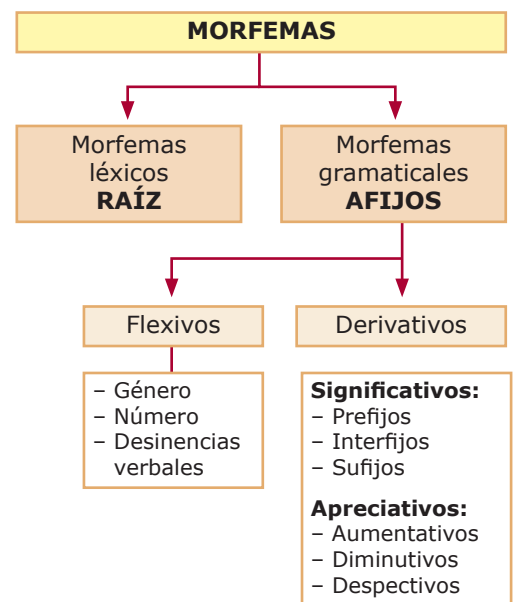 MORFEMAS
Morfemas
léxicos
RAÍZ
Morfemas
gramaticales
AFIJOS
Flexivos
– Género
– Número
– Desinencias
verbales
Derivativos
Significativos:
– Prefijos
– Interfijos
– Sufijos
Apreciativos:
– Aumentativos
– Diminutivos
– Despectivos